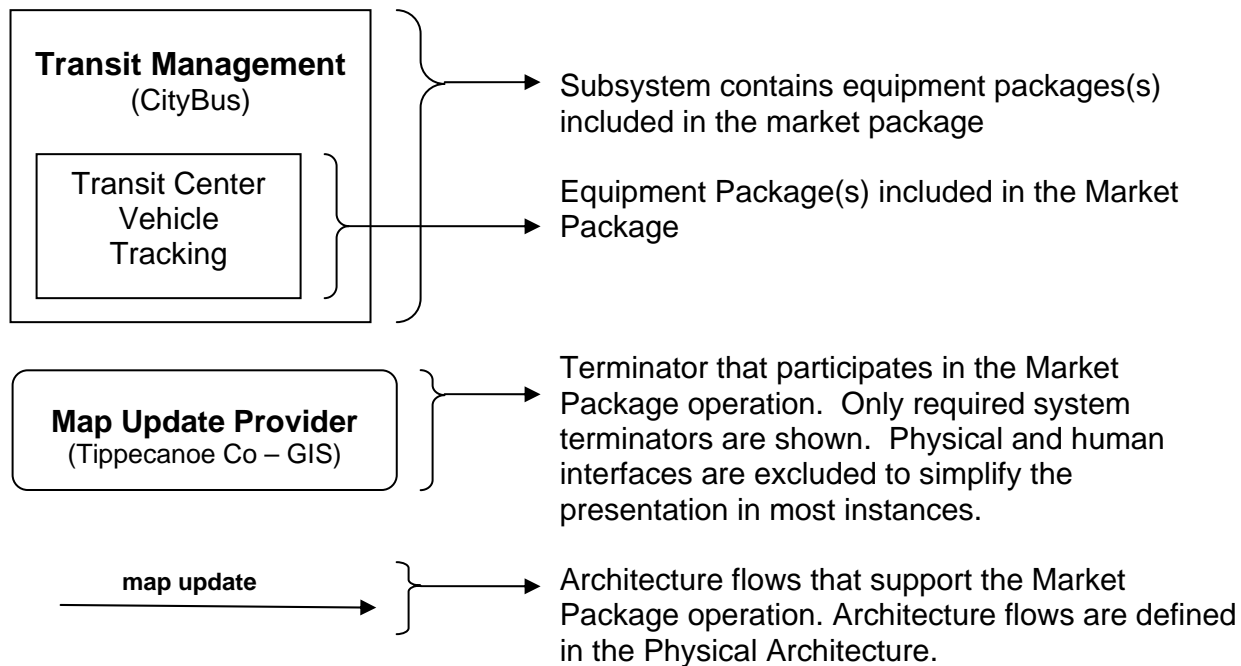 Transit Management
(CityBus)
Transit Center
Vehicle
Tracking
Subsystem contains equipment packages(s)
included in the market package
Equipment Package(s) included in the Market
Package
Map Update Provider
(Tippecanoe Co – GIS)
Terminator that participates in the Market
Package operation.  Only required system
terminators are shown.  Physical and human
interfaces are excluded to simplify the
presentation in most instances.
map update
Architecture flows that support the Market
Package operation. Architecture flows are defined
in the Physical Architecture.